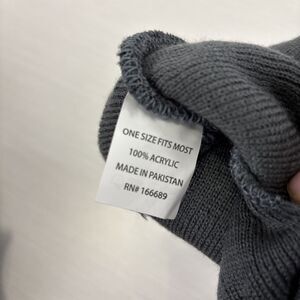 ONE SIZE FITS MOST
100% ACRYLIC
MADE IN PAKISTAN
RN# 166689